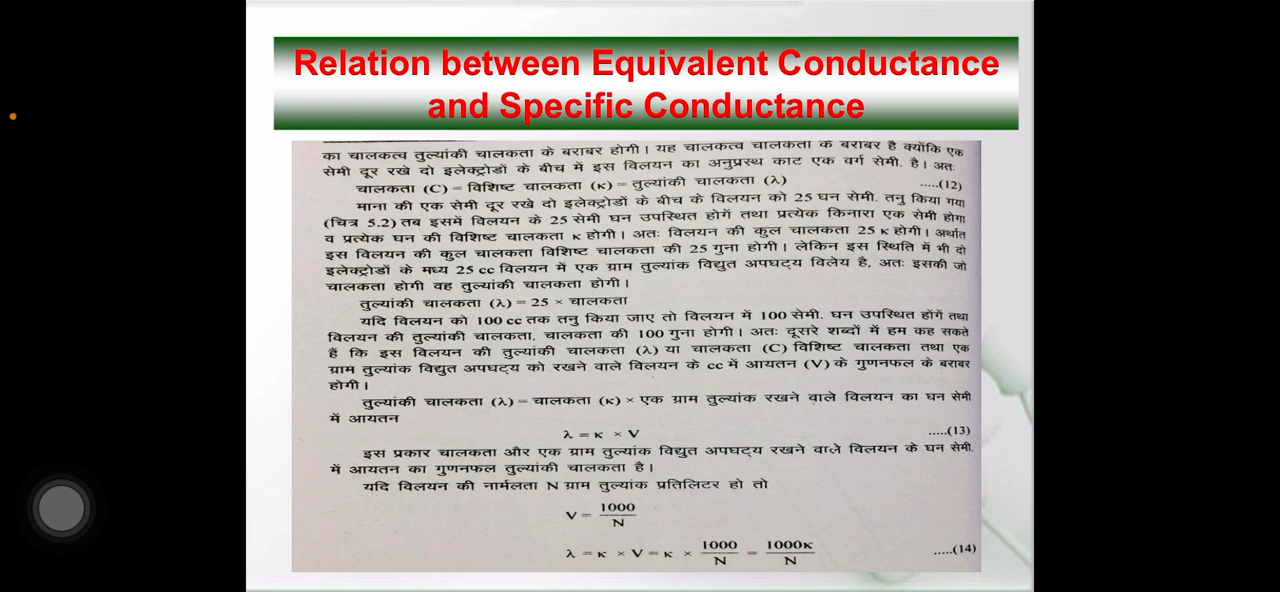 Relation between Equivalent Conductance
and Specific Conductance
का चालकत्व तुल्यांकी चालकता के बराबर होगी। यह चालकत्व चालकता के बराबर है क्योंकि एक
सेमी दूर रखे दो इलेक्ट्रोडों के बीच में इस विलयन का अनुप्रस्थ काट एक वर्ग सेमी. है। अतः
चालकता (C) = विशिष्ट चालकता (κ) = तुल्यांकी चालकता (λ) .....(12)
माना की एक सेमी दूर रखे दो इलेक्ट्रोडों के बीच के विलयन को 25 घन सेमी. तनु किया गया
(चित्र 5.2) तब इसमें विलयन के 25 सेमी घन उपस्थित होगें तथा प्रत्येक किनारा एक सेमी होगा
व प्रत्येक घन की विशिष्ट चालकता κ होगी। अतः विलयन की कुल चालकता 25 κ होगी। अर्थात
इस विलयन की कुल चालकता विशिष्ट चालकता की 25 गुना होगी। लेकिन इस स्थिति में भी दो
इलेक्ट्रोडों के मध्य 25 cc विलयन में एक ग्राम तुल्यांक विद्युत अपघट्य विलेय है, अतः इसकी जो
चालकता होगी वह तुल्यांकी चालकता होगी।
तुल्यांकी चालकता (λ) = 25 × चालकता
यदि विलयन को 100 cc तक तनु किया जाए तो विलयन में 100 सेमी. घन उपस्थित होंगें तथा
विलयन की तुल्यांकी चालकता, चालकता की 100 गुना होगी। अतः दूसरे शब्दों में हम कह सकते
हैं कि इस विलयन की तुल्यांकी चालकता (λ) या चालकता (C) विशिष्ट चालकता तथा एक
ग्राम तुल्यांक विद्युत अपघट्य को रखने वाले विलयन के cc में आयतन (V) के गुणनफल के बराबर
होगी।
तुल्यांकी चालकता (λ) = चालकता (κ) × एक ग्राम तुल्यांक रखने वाले विलयन का घन सेमी
में आयतन
λ = κ × V .....(13)
इस प्रकार चालकता और एक ग्राम तुल्यांक विद्युत अपघट्य रखने वाले विलयन के घन सेमी.
में आयतन का गुणनफल तुल्यांकी चालकता है।
यदि विलयन की नार्मलता N ग्राम तुल्यांक प्रतिलिटर हो तो
V = 1000/N
λ = κ × V = κ × 1000/N = 1000κ/N .....(14)